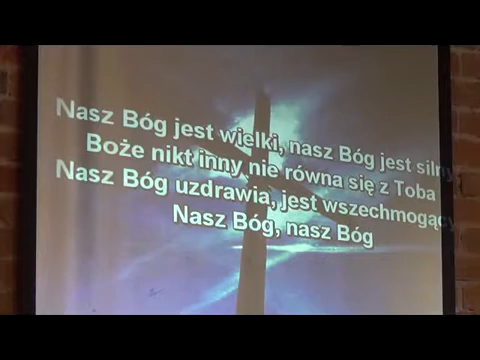 Nasz Bóg jest wielki, nasz Bóg jest silny
Boże nikt inny nie równa się z Toba
Nasz Bóg uzdrawia, jest wszechmogący
Nasz Bóg, nasz Bóg